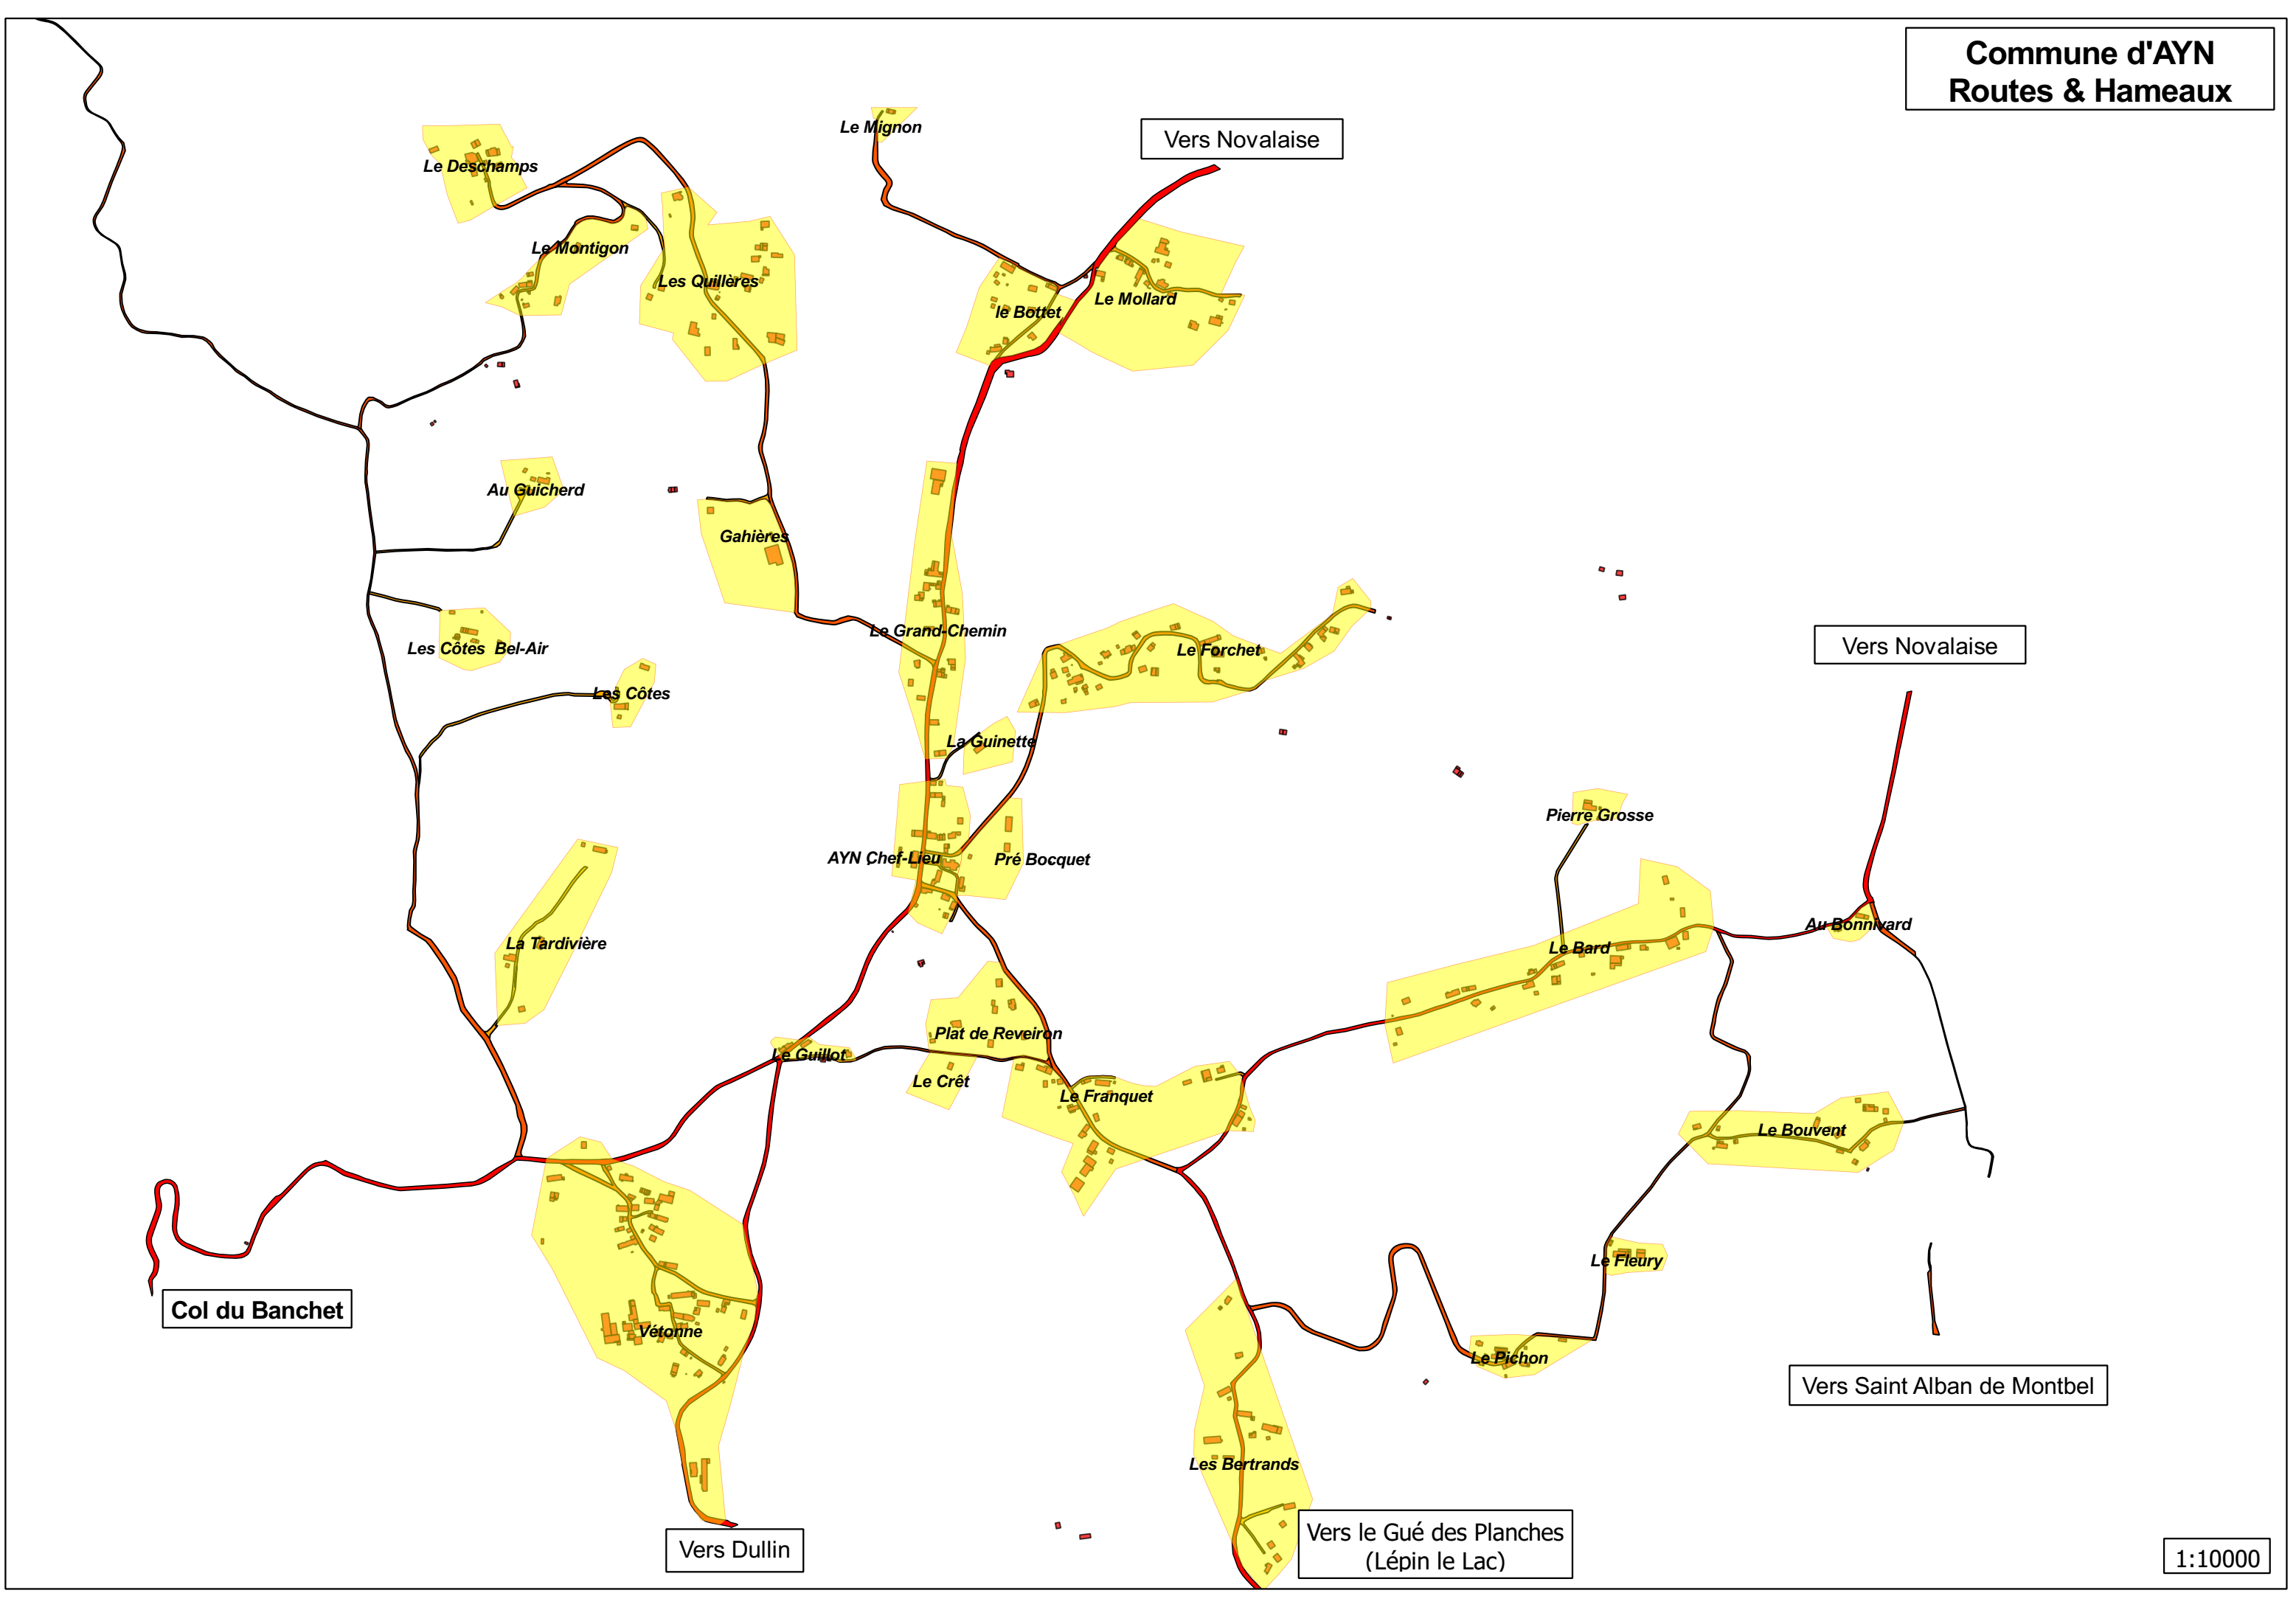 Commune d'AYN
Routes & Hameaux
Le Mignon
Vers Novalaise
Le Deschamps
Le Montigon
Les Quillères
le Bottet
Le Mollard
Au Guicherd
Gahières
Le Grand-Chemin
Les Côtes Bel-Air
Le Forchet
Vers Novalaise
Les Côtes
La Guinette
Pierre Grosse
AYN Chef-Lieu
Pré Bocquet
La Tardivière
Le Bard
Au Bonnivard
Plat de Reveiron
Le Guillot
Le Crêt
Le Franquet
Le Bouvent
Le Fleury
Col du Banchet
Vétonne
Le Pichon
Vers Saint Alban de Montbel
Les Bertrands
Vers le Gué des Planches
(Lépin le Lac)
Vers Dullin
1:10000